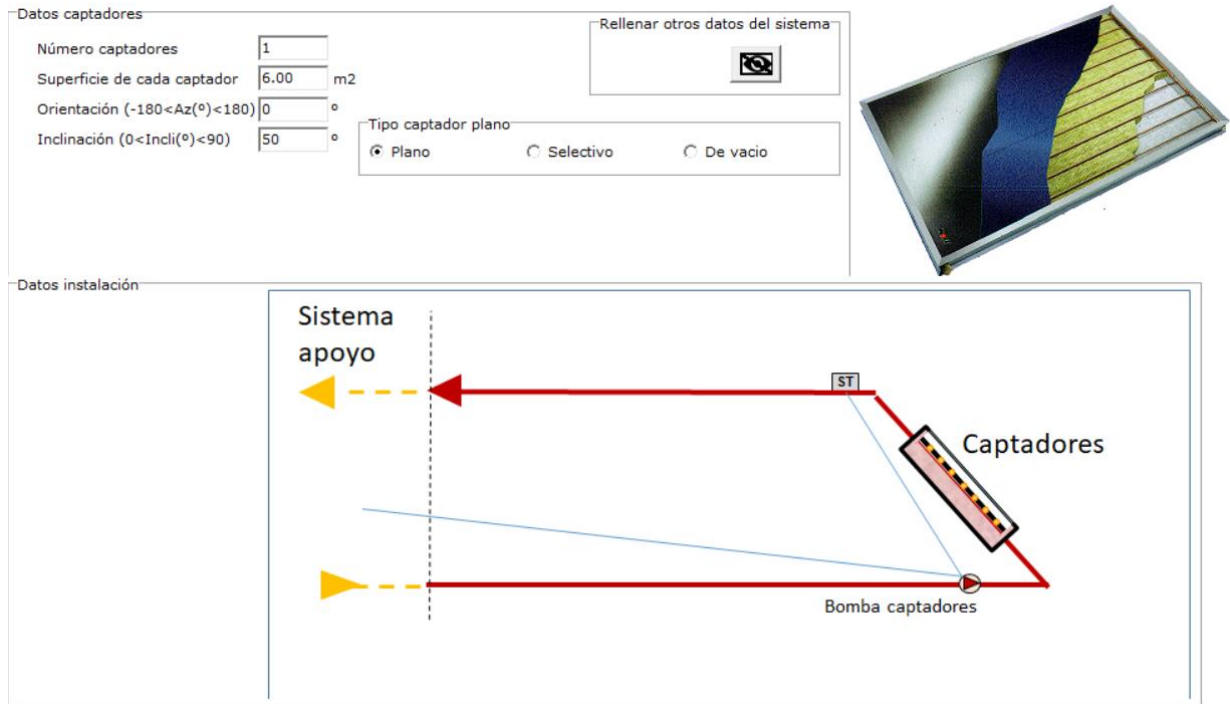 Datos captadores
Rellenar otros datos del sistema
Número captadores 1
Superficie de cada captador 6.00 m2
Orientación (-180<Az(º)<180) 0 º
Inclinación (0<Incli(º)<90) 50 º
Tipo captador plano
Plano Selectivo De vacio
Datos instalación
Sistema
apoyo
ST
Captadores
Bomba captadores